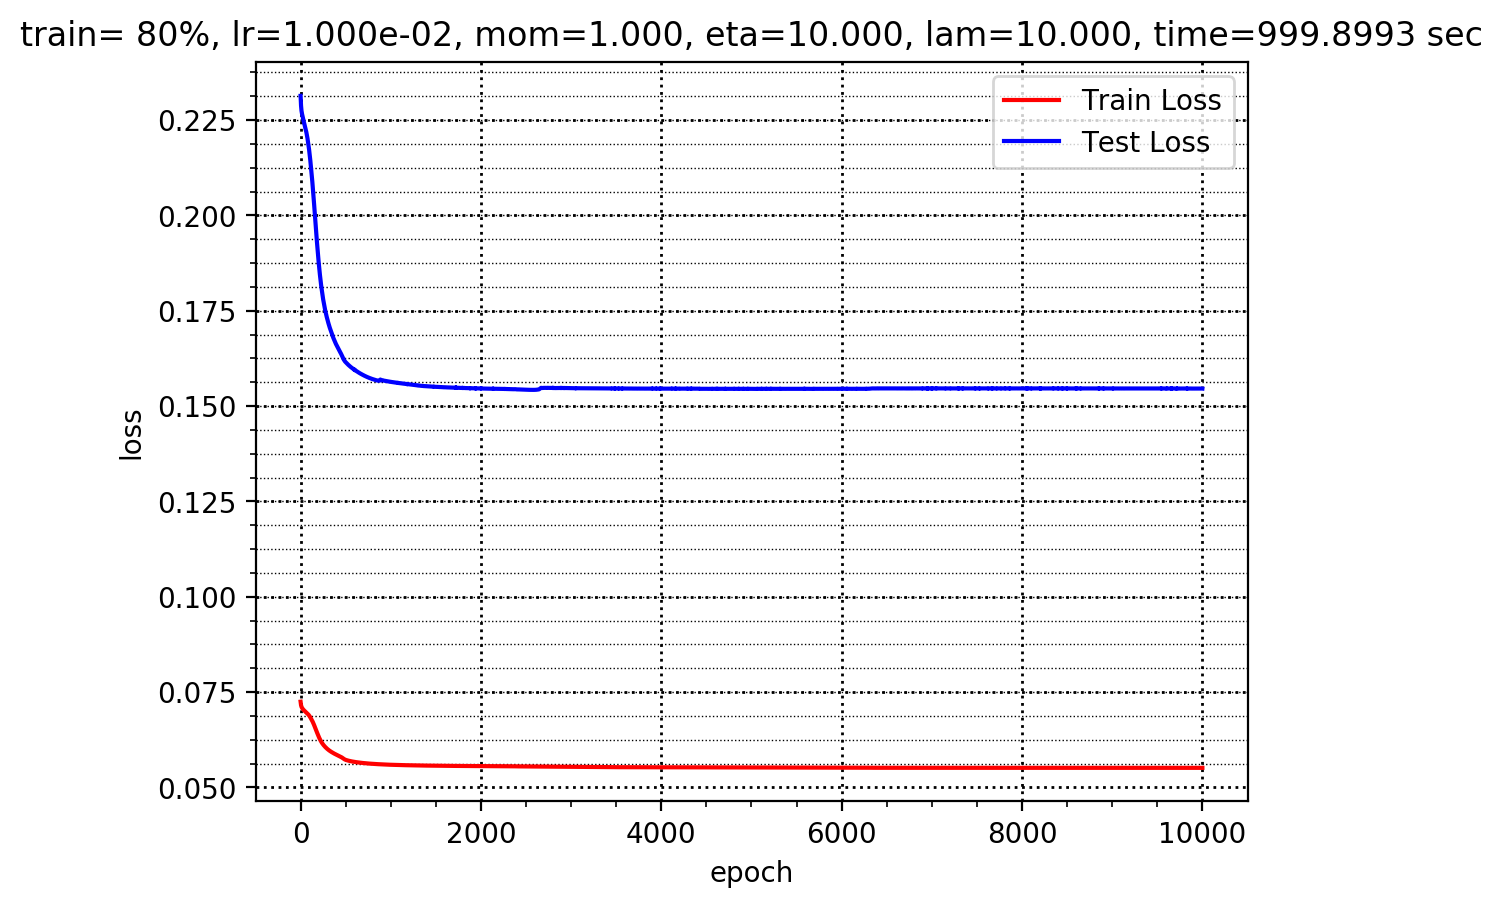 train= 80%, lr=1.000e-02, mom=1.000, eta=10.000, lam=10.000, time=999.8993 sec
Train Loss
Test Loss
0.225
0.200
0.175
0.150
0.125
0.100
0.075
0.050
loss
0 2000 4000 6000 8000 10000
epoch